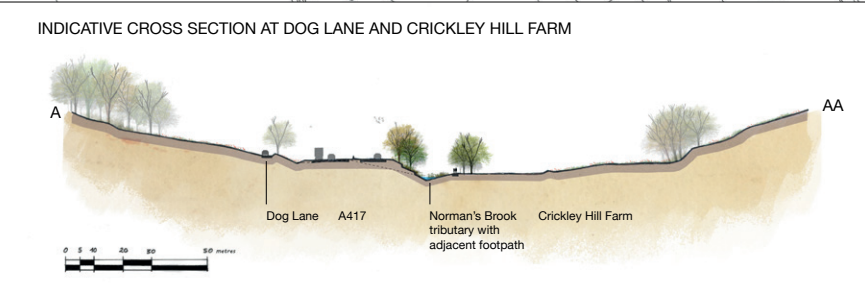 INDICATIVE CROSS SECTION AT DOG LANE AND CRICKLEY HILL FARM
A
AA
Dog Lane
A417
Norman's Brook
tributary with
adjacent footpath
Crickley Hill Farm
0 5 10 20 30 50 metres